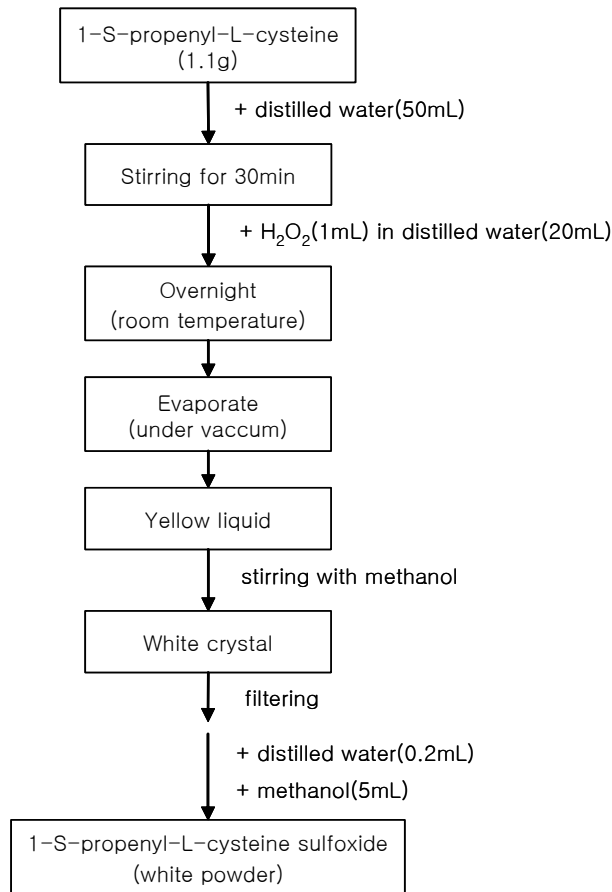 1-S-propenyl-L-cysteine
(1.1g)
+ distilled water(50mL)
Stirring for 30min
+ H₂O₂(1mL) in distilled water(20mL)
Overnight
(room temperature)
Evaporate
(under vaccum)
Yellow liquid
stirring with methanol
White crystal
filtering
+ distilled water(0.2mL)
+ methanol(5mL)
1-S-propenyl-L-cysteine sulfoxide
(white powder)